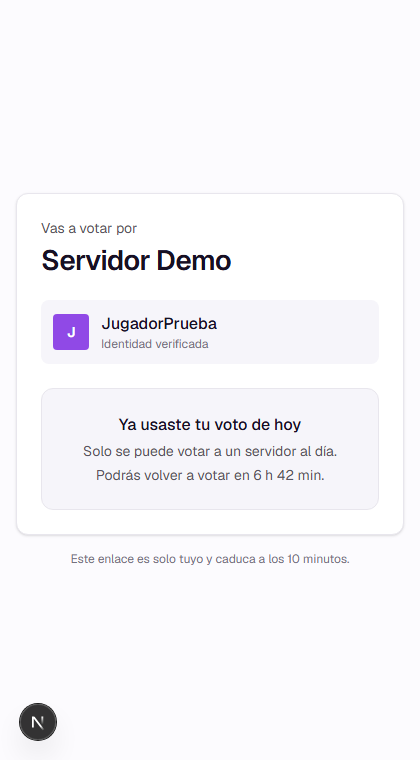 Vas a votar por
Servidor Demo
J
JugadorPrueba
Identidad verificada
Ya usaste tu voto de hoy
Solo se puede votar a un servidor al día.
Podrás volver a votar en 6 h 42 min.
Este enlace es solo tuyo y caduca a los 10 minutos.
N